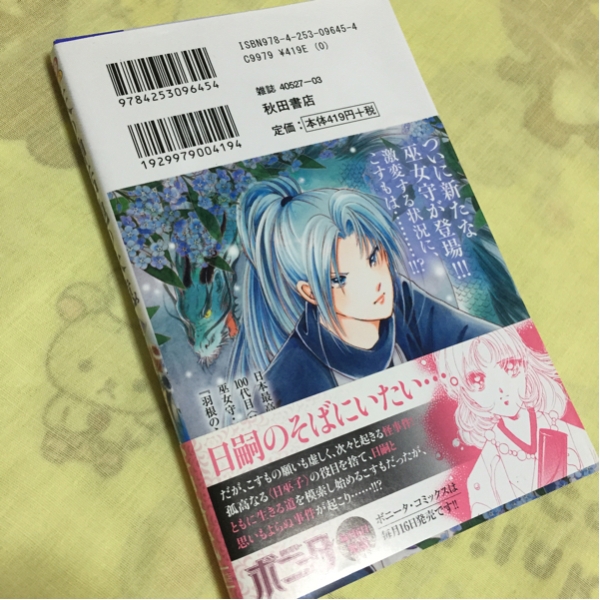 ISBN978-4-253-09645-4
C9979 ¥419E (0)
9784253096454
雑誌 40527-03
秋田書店
定価：本体419円+税
1929979004194
ついに新たな
巫女守が登場!!!
激変する状況に、
こすもは…………!!?
日本最高
100代目
巫女守・
「羽根の
日嗣のそばにいたい…。
だが、こすもの願いも虚しく、次々と起きる怪事件。
孤高なる〈日巫子〉の役目を捨て、日嗣と
ともに生きる道を模索し始めるこすもだったが、
思いもよらぬ事件が起こり……!!?
ボニータ・コミックスは
毎月16日発売です!!